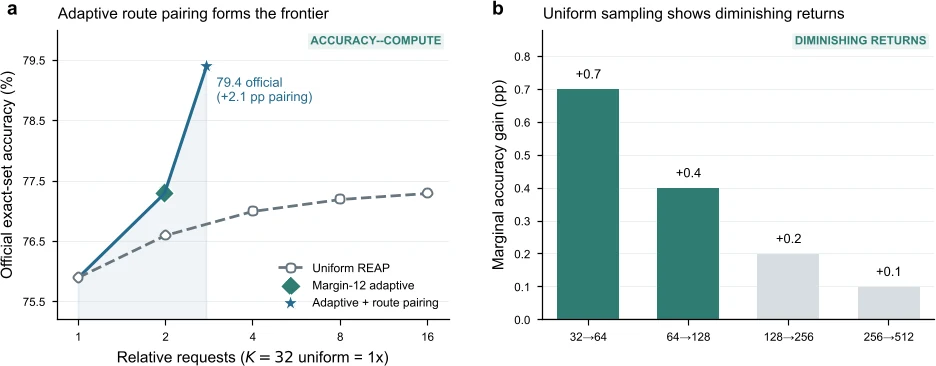 a
Adaptive route pairing forms the frontier
ACCURACY--COMPUTE
Official exact-set accuracy (%)
79.5
78.5
77.5
76.5
75.5
79.4 official
(+2.1 pp pairing)
Uniform REAP
Margin-12 adaptive
Adaptive + route pairing
1
2
4
8
16
Relative requests (K = 32 uniform = 1x)
b
Uniform sampling shows diminishing returns
DIMINISHING RETURNS
Marginal accuracy gain (pp)
0.8
0.7
0.6
0.5
0.4
0.3
0.2
0.1
0.0
+0.7
+0.4
+0.2
+0.1
32→64
64→128
128→256
256→512